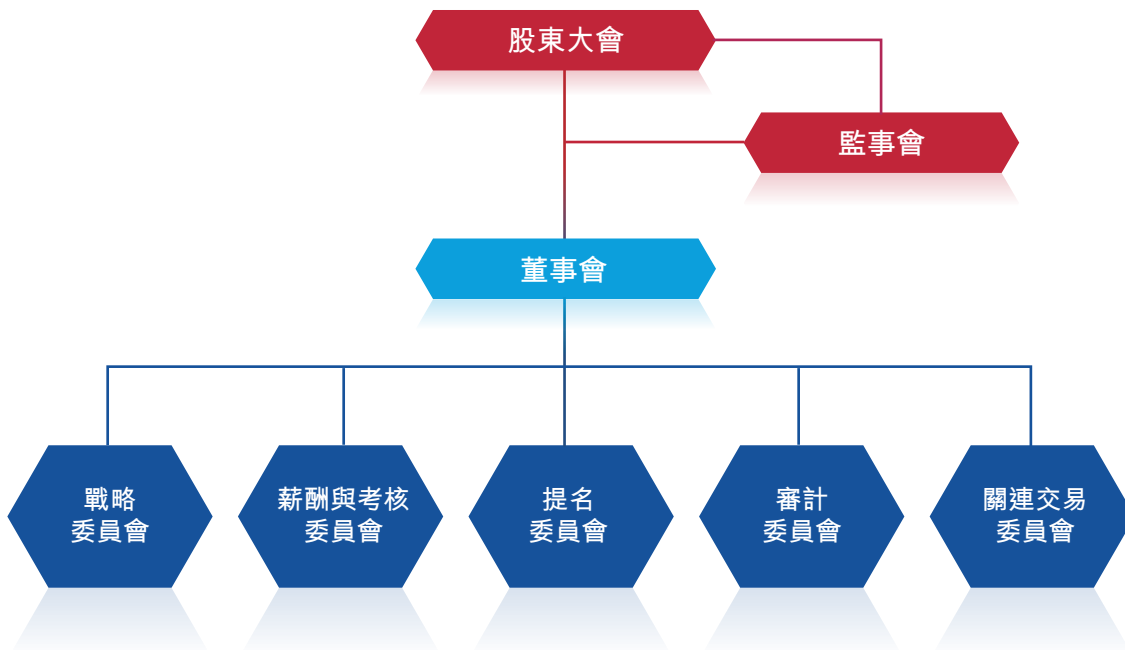 股東大會
監事會
董事會
戰略
委員會
薪酬與考核
委員會
提名
委員會
審計
委員會
關連交易
委員會